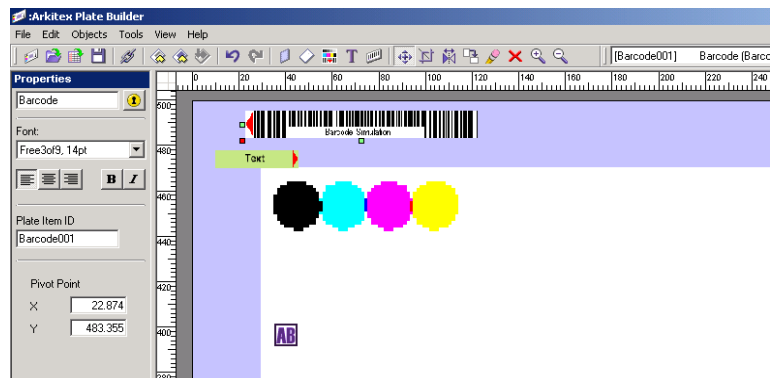 :Arkitex Plate Builder
File Edit Objects Tools View Help
T
[Barcode001] Barcode (Barco
Properties
0 20 40 60 80 100 120 140 160 180 200 220 240
Barcode
500
Barcode Simulation
Font:
Free3of9, 14pt
480
Text
B I
460
Plate Item ID
Barcode001
440
Pivot Point
420
X 22.874
Y 483.355
400
AB
380